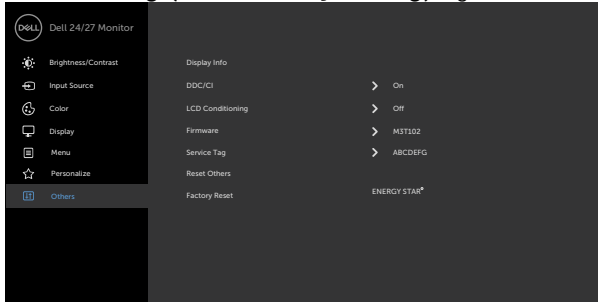 DELL Dell 24/27 Monitor
Brightness/Contrast Display Info
Input Source DDC/CI On
Color LCD Conditioning Off
Display Firmware M3T102
Menu Service Tag ABCDEFG
Personalize Reset Others
Others Factory Reset ENERGY STAR®